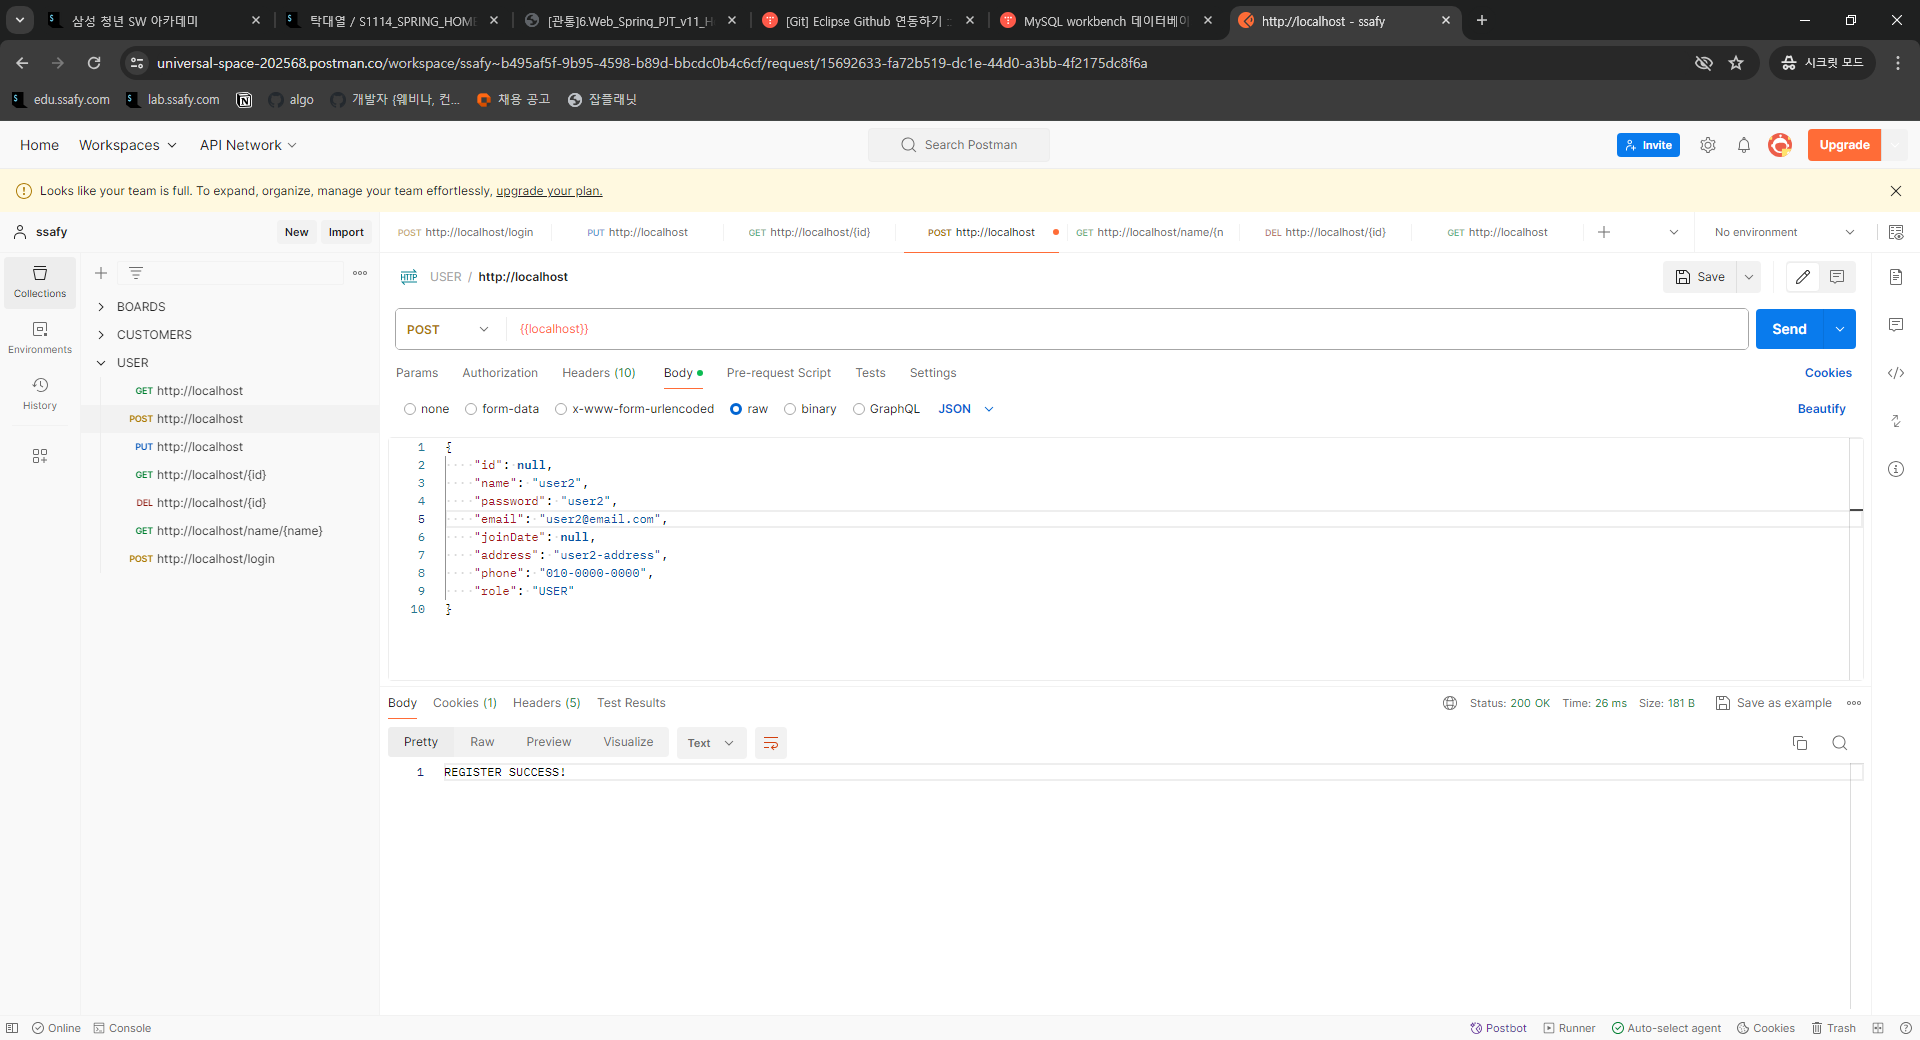 삼성 청년 SW 아카데미
탁대열 / S1114_SPRING_HOME
[관통]6.Web_Spring_PJT_v11_H
[Git] Eclipse Github 연동하기
MySQL workbench 데이터베이
http://localhost - ssafy
universal-space-202568.postman.co/workspace/ssafy~b495af5f-9b95-4598-b89d-bbcdc0b4c6cf/request/15692633-fa72b519-dc1e-44d0-a3bb-4f2175dc8f6a
시크릿 모드
edu.ssafy.com
lab.ssafy.com
algo
개발자 {웨비나, 컨...
채용 공고
잡플래닛
Home
Workspaces
API Network
Search Postman
Invite
Upgrade
Looks like your team is full. To expand, organize, manage your team effortlessly, upgrade your plan.
ssafy
New
Import
POST http://localhost/login
PUT http://localhost
GET http://localhost/{id}
POST http://localhost
GET http://localhost/name/{n
DEL http://localhost/{id}
GET http://localhost
No environment
Collections
Environments
History
BOARDS
CUSTOMERS
USER
GET http://localhost
POST http://localhost
PUT http://localhost
GET http://localhost/{id}
DEL http://localhost/{id}
GET http://localhost/name/{name}
POST http://localhost/login
HTTP USER / http://localhost
Save
POST
{{localhost}}
Send
Params
Authorization
Headers (10)
Body
Pre-request Script
Tests
Settings
Cookies
none
form-data
x-www-form-urlencoded
raw
binary
GraphQL
JSON
Beautify
1 {
2 "id": null,
3 "name": "user2",
4 "password": "user2",
5 "email": "user2@email.com",
6 "joinDate": null,
7 "address": "user2-address",
8 "phone": "010-0000-0000",
9 "role": "USER"
10 }
Body
Cookies (1)
Headers (5)
Test Results
Status: 200 OK
Time: 26 ms
Size: 181 B
Save as example
Pretty
Raw
Preview
Visualize
Text
1 REGISTER SUCCESS!
Online
Console
Postbot
Runner
Auto-select agent
Cookies
Trash